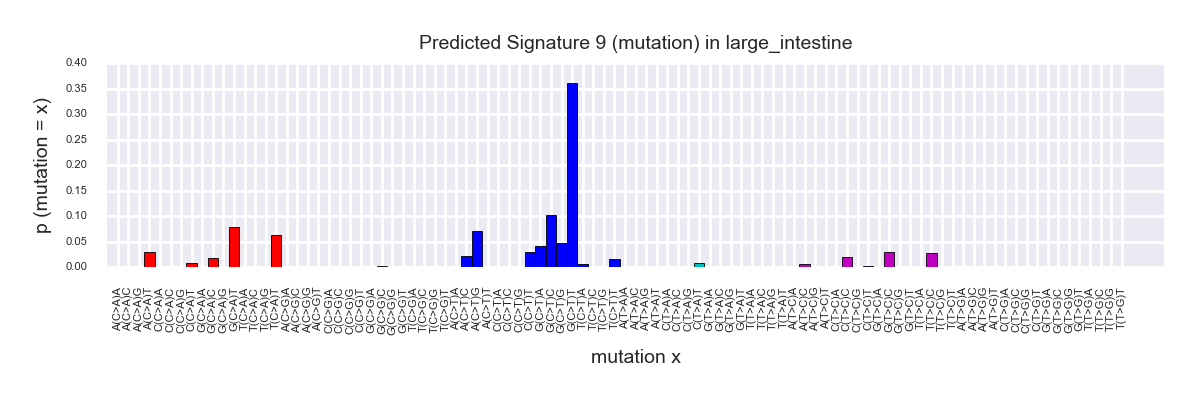 Predicted Signature 9 (mutation) in large_intestine
p (mutation = x)
0.40
0.35
0.30
0.25
0.20
0.15
0.10
0.05
0.00
A(C>A)A
A(C>A)C
A(C>A)G
A(C>A)T
C(C>A)A
C(C>A)C
C(C>A)G
C(C>A)T
G(C>A)A
G(C>A)C
G(C>A)G
G(C>A)T
T(C>A)A
T(C>A)C
T(C>A)G
T(C>A)T
A(C>G)A
A(C>G)C
A(C>G)G
A(C>G)T
C(C>G)A
C(C>G)C
C(C>G)G
C(C>G)T
G(C>G)A
G(C>G)C
G(C>G)G
G(C>G)T
T(C>G)A
T(C>G)C
T(C>G)G
T(C>G)T
A(C>T)A
A(C>T)C
A(C>T)G
A(C>T)T
C(C>T)A
C(C>T)C
C(C>T)G
C(C>T)T
G(C>T)A
G(C>T)C
G(C>T)G
G(C>T)T
T(C>T)A
T(C>T)C
T(C>T)G
T(C>T)T
A(T>A)A
A(T>A)C
A(T>A)G
A(T>A)T
C(T>A)A
C(T>A)C
C(T>A)G
C(T>A)T
G(T>A)A
G(T>A)C
G(T>A)G
G(T>A)T
T(T>A)A
T(T>A)C
T(T>A)G
T(T>A)T
A(T>C)A
A(T>C)C
A(T>C)G
A(T>C)T
C(T>C)A
C(T>C)C
C(T>C)G
C(T>C)T
G(T>C)A
G(T>C)C
G(T>C)G
G(T>C)T
T(T>C)A
T(T>C)C
T(T>C)G
T(T>C)T
A(T>G)A
A(T>G)C
A(T>G)G
A(T>G)T
C(T>G)A
C(T>G)C
C(T>G)G
C(T>G)T
G(T>G)A
G(T>G)C
G(T>G)G
G(T>G)T
T(T>G)A
T(T>G)C
T(T>G)G
T(T>G)T
mutation x